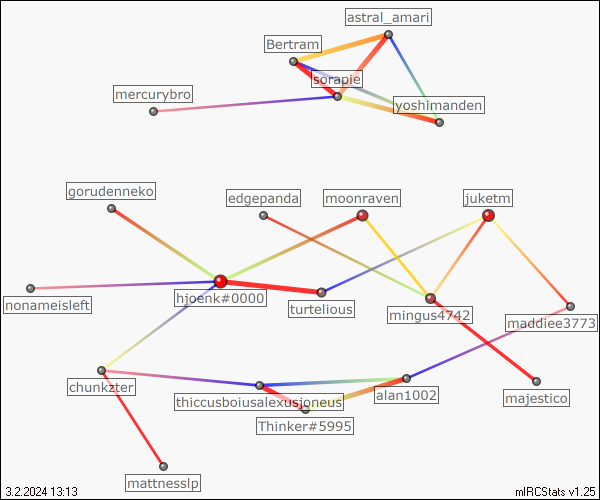 astral_amari
Bertram
sorapie
mercurybro
yoshimanden
gorudenneko
edgepanda
moonraven
juketm
nonameisleft
hjoenk#0000
turtelious
mingus4742
maddiee3773
chunkzter
thiccusboiusalexusjoneus
alan1002
majestico
Thinker#5995
mattnesslp
3.2.2024 13:13
mIRCStats v1.25